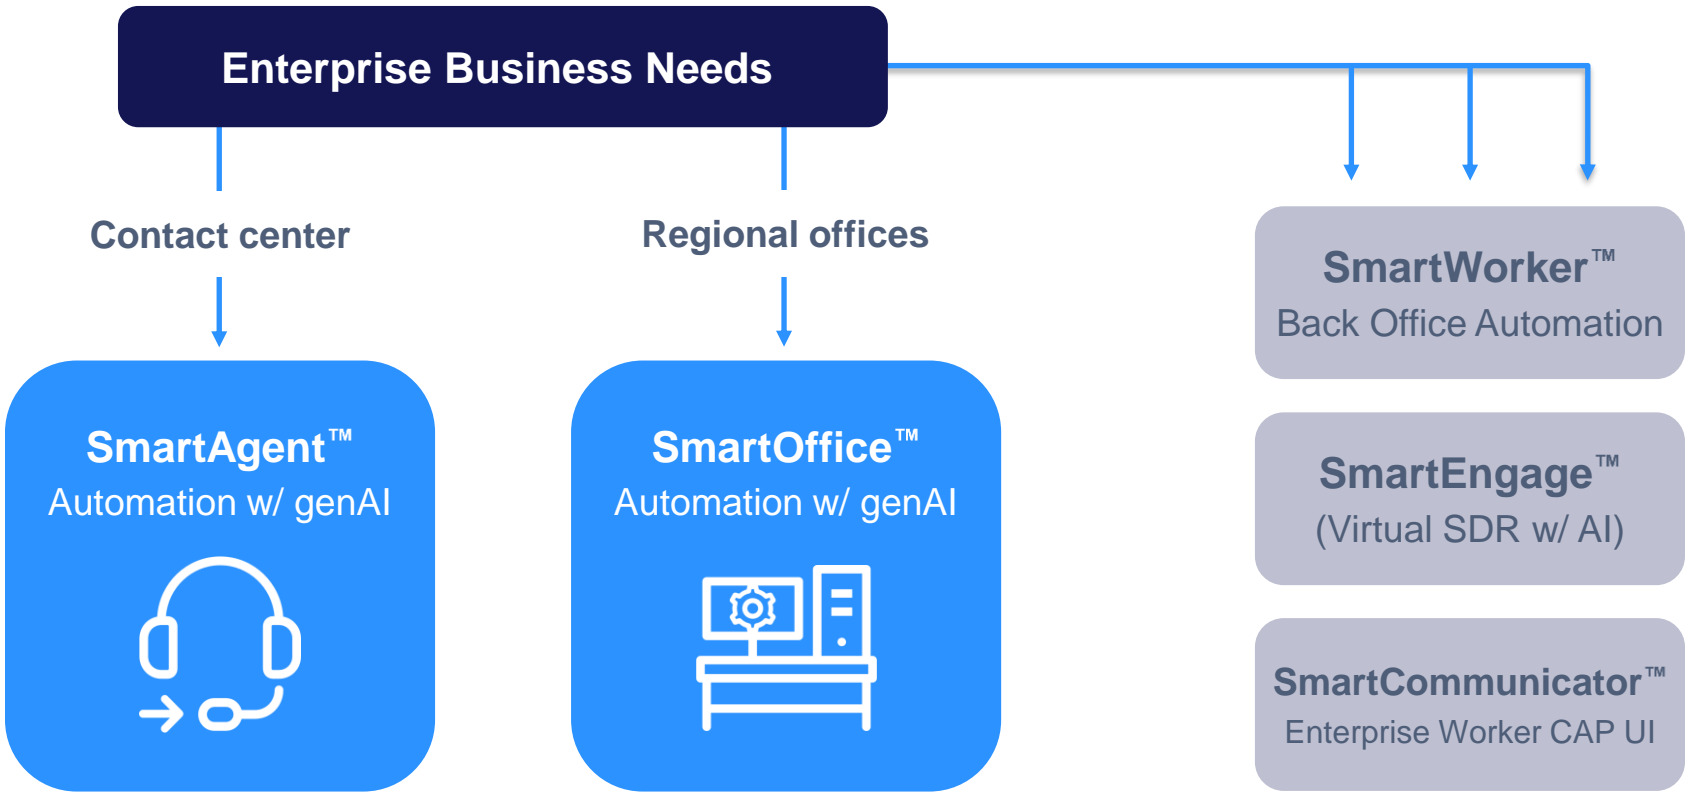 Enterprise Business Needs
Contact center
Regional offices
SmartAgent™
Automation w/ genAI
SmartOffice™
Automation w/ genAI
SmartWorker™
Back Office Automation
SmartEngage™
(Virtual SDR w/ AI)
SmartCommunicator™
Enterprise Worker CAP UI